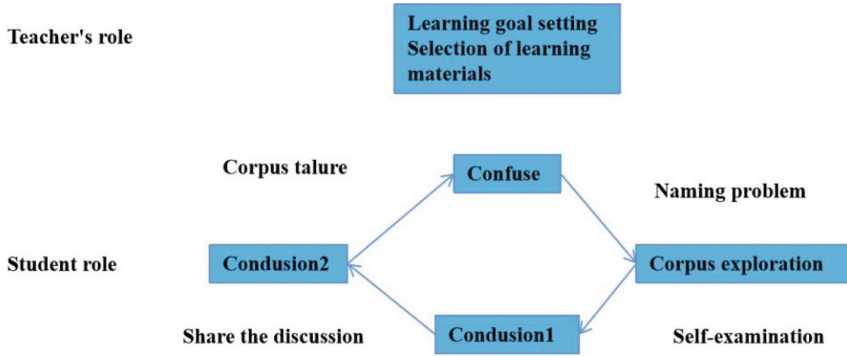 Teacher's role
Learning goal setting
Selection of learning
materials
Corpus talure
Confuse
Naming problem
Student role
Condusion2
Corpus exploration
Share the discussion
Condusion1
Self-examination